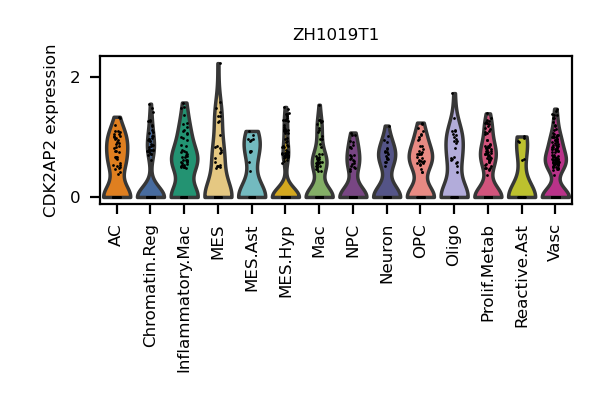 ZH1019T1
CDK2AP2 expression
2
0
AC
Chromatin.Reg
Inflammatory.Mac
MES
MES.Ast
MES.Hyp
Mac
NPC
Neuron
OPC
Oligo
Prolif.Metab
Reactive.Ast
Vasc